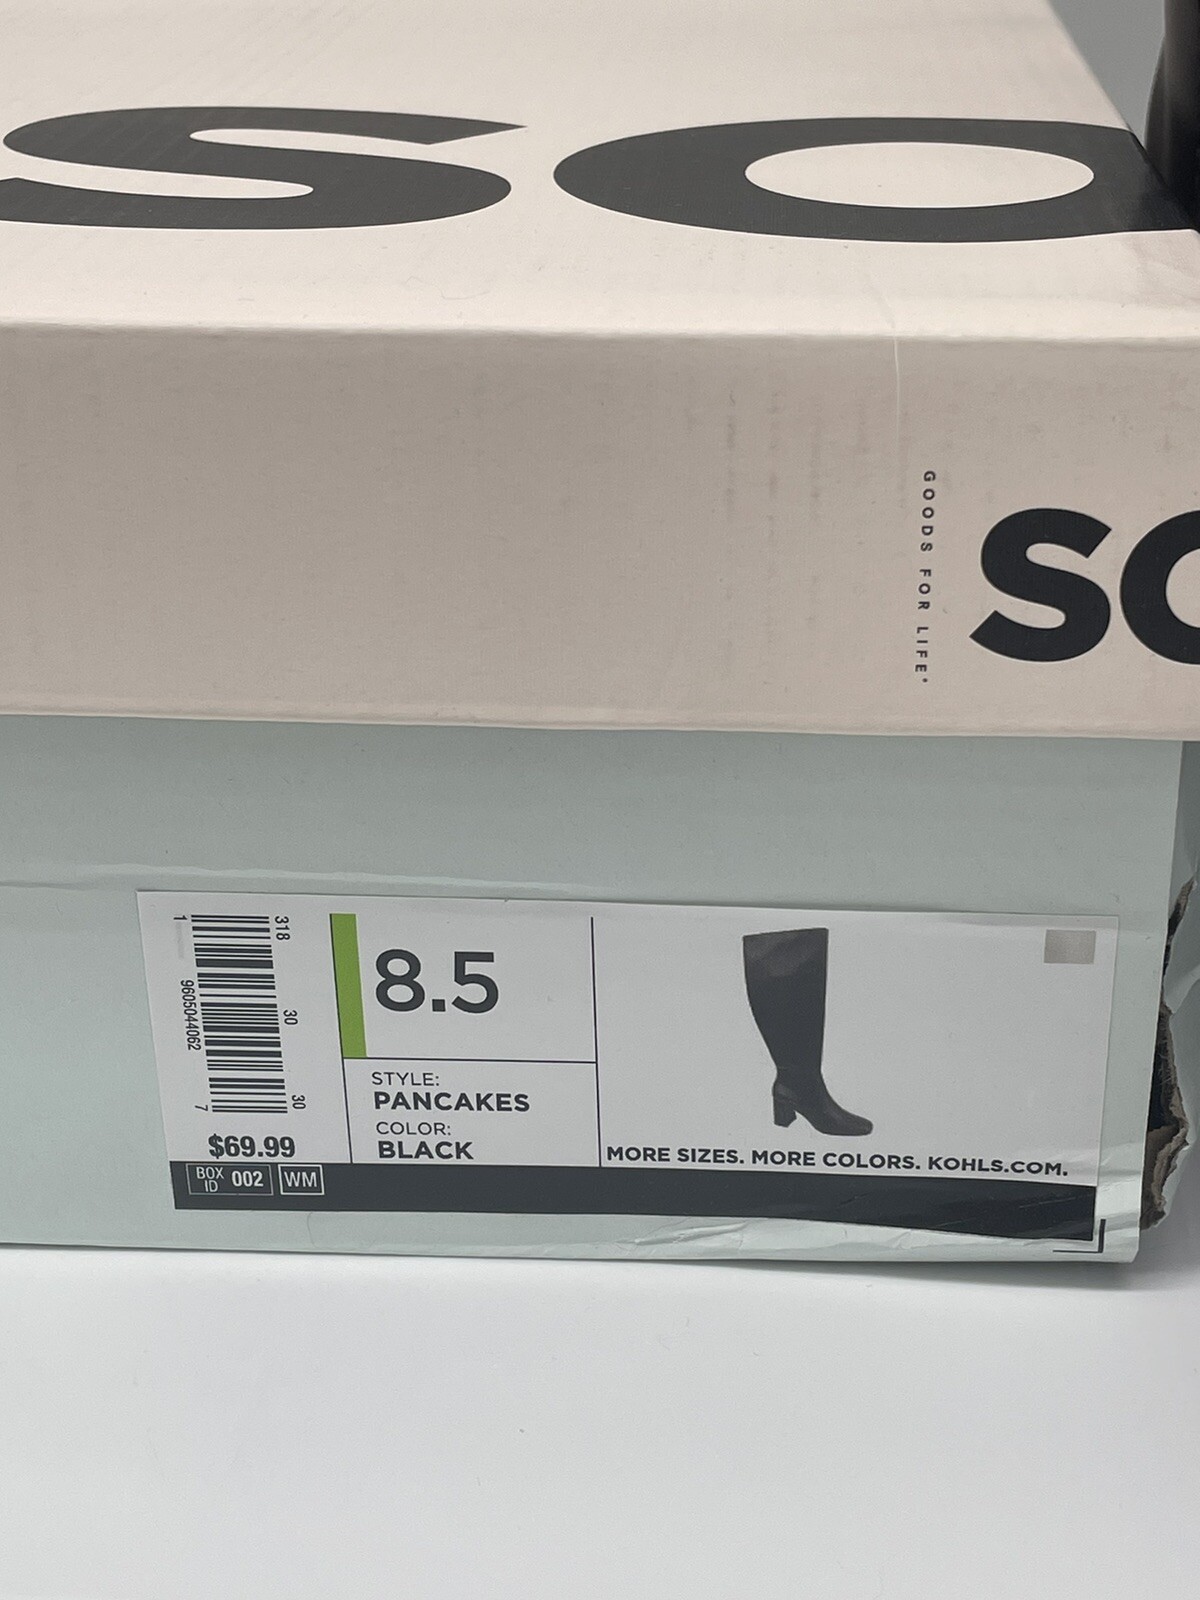 SO
GOODS FOR LIFE®
SO
318
30
30
1
9605044062
7
$69.99
BOX ID 002 WM
8.5
STYLE:
PANCAKES
COLOR:
BLACK
MORE SIZES. MORE COLORS. KOHLS.COM.